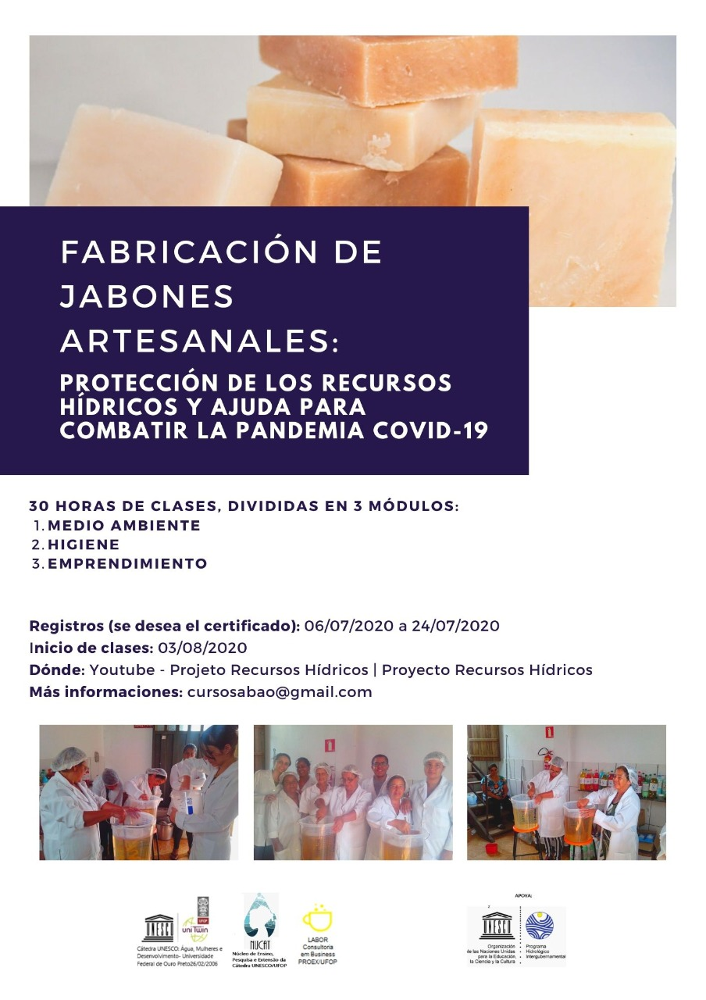 FABRICACIÓN DE
JABONES
ARTESANALES:
PROTECCIÓN DE LOS RECURSOS
HÍDRICOS Y AJUDA PARA
COMBATIR LA PANDEMIA COVID-19
30 HORAS DE CLASES, DIVIDIDAS EN 3 MÓDULOS:
1. MEDIO AMBIENTE
2. HIGIENE
3. EMPRENDIMIENTO
Registros (se desea el certificado): 06/07/2020 a 24/07/2020
Inicio de clases: 03/08/2020
Dónde: Youtube - Projeto Recursos Hídricos | Proyecto Recursos Hídricos
Más informaciones: cursosabao@gmail.com
UFOP
UNESCO
uniTwin
Cátedra UNESCO: Água, Mulheres e
Desenvolvimento- Universidade
Federal de Ouro Preto26/02/2006
NUCAT
Núcleo de Ensino,
Pesquisa e Extensão da
Cátedra UNESCO/UFOP
LABOR
Consultoria
em Business
PROEX/UFOP
APOYA:
UNESCO
Organización
de las Naciones Unidas
para la Educación,
la Ciencia y la Cultura
Programa
Hidrológico
Intergubernamental